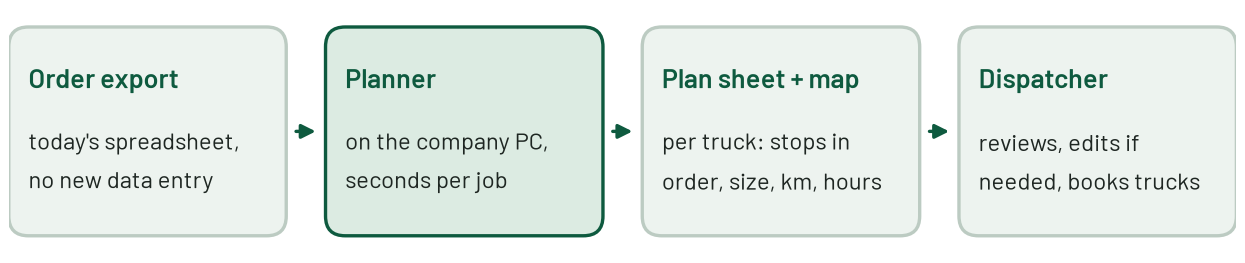 Order export
today's spreadsheet,
no new data entry
Planner
on the company PC,
seconds per job
Plan sheet + map
per truck: stops in
order, size, km, hours
Dispatcher
reviews, edits if
needed, books trucks